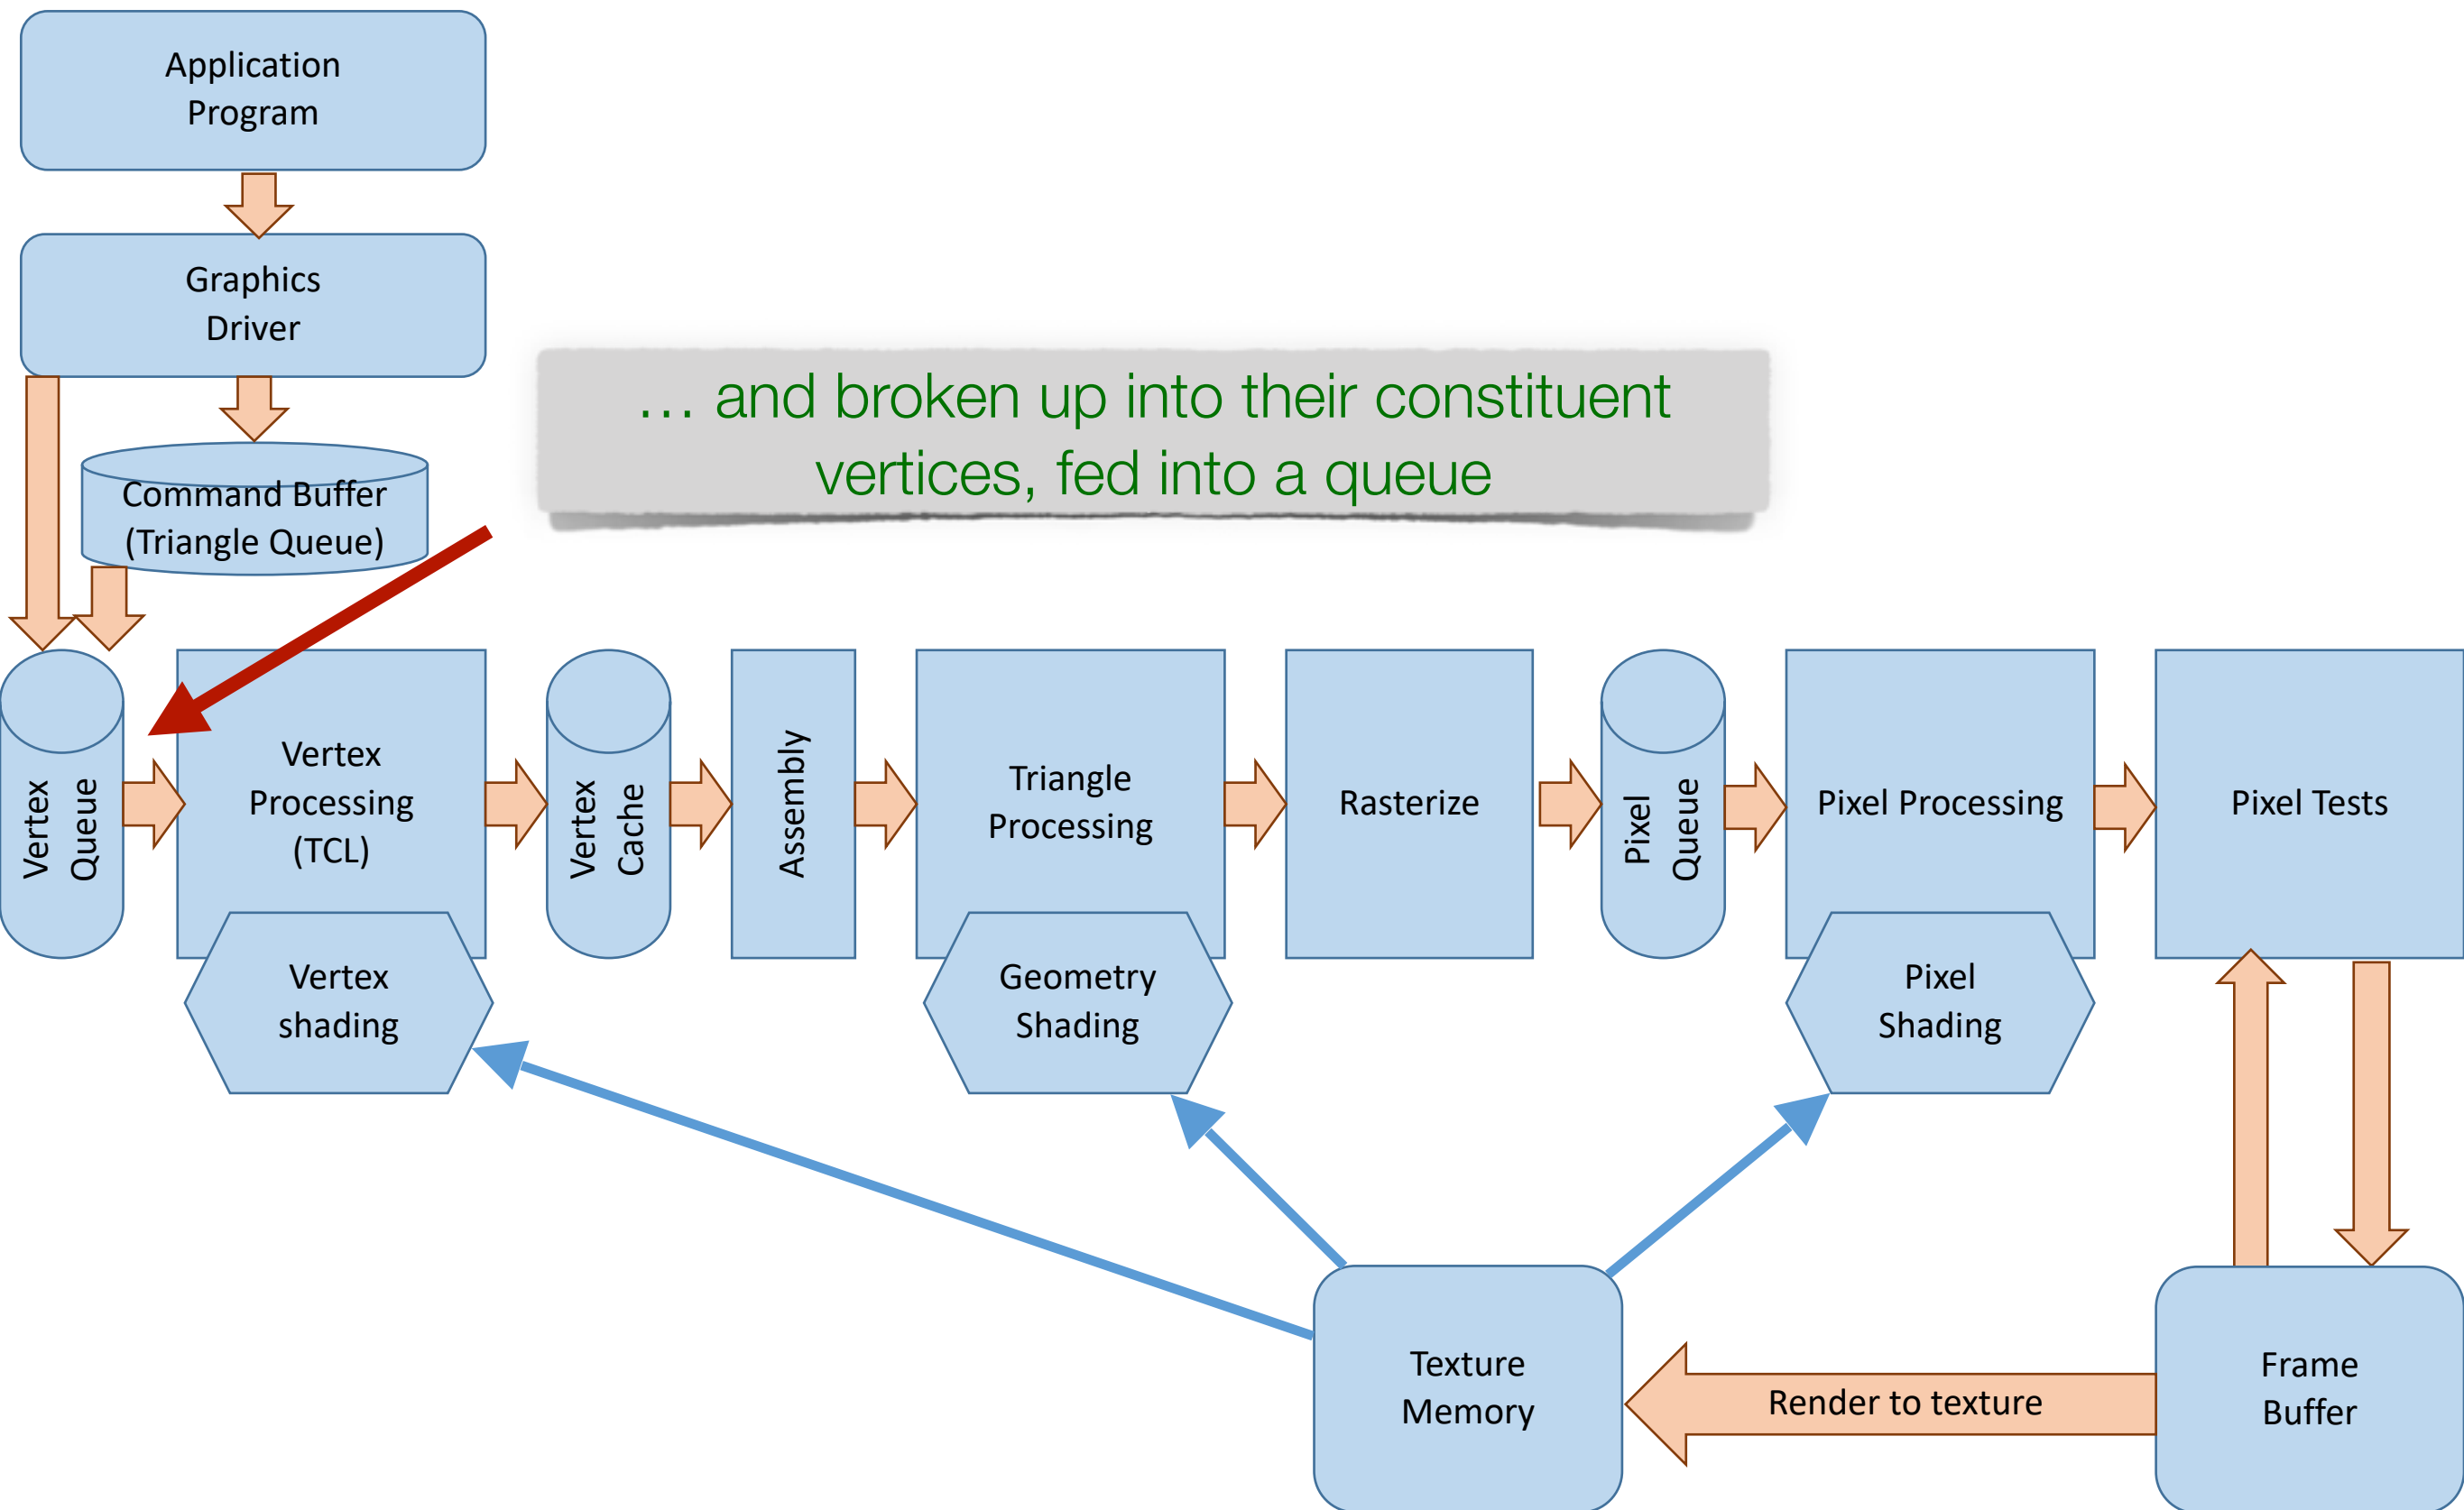 Application
Program
Graphics
Driver
… and broken up into their constituent
vertices, fed into a queue
Command Buffer
(Triangle Queue)
Vertex
Queue
Vertex
Processing
(TCL)
Vertex
Cache
Assembly
Triangle
Processing
Rasterize
Pixel
Queue
Pixel Processing
Pixel Tests
Vertex
shading
Geometry
Shading
Pixel
Shading
Texture
Memory
Render to texture
Frame
Buffer